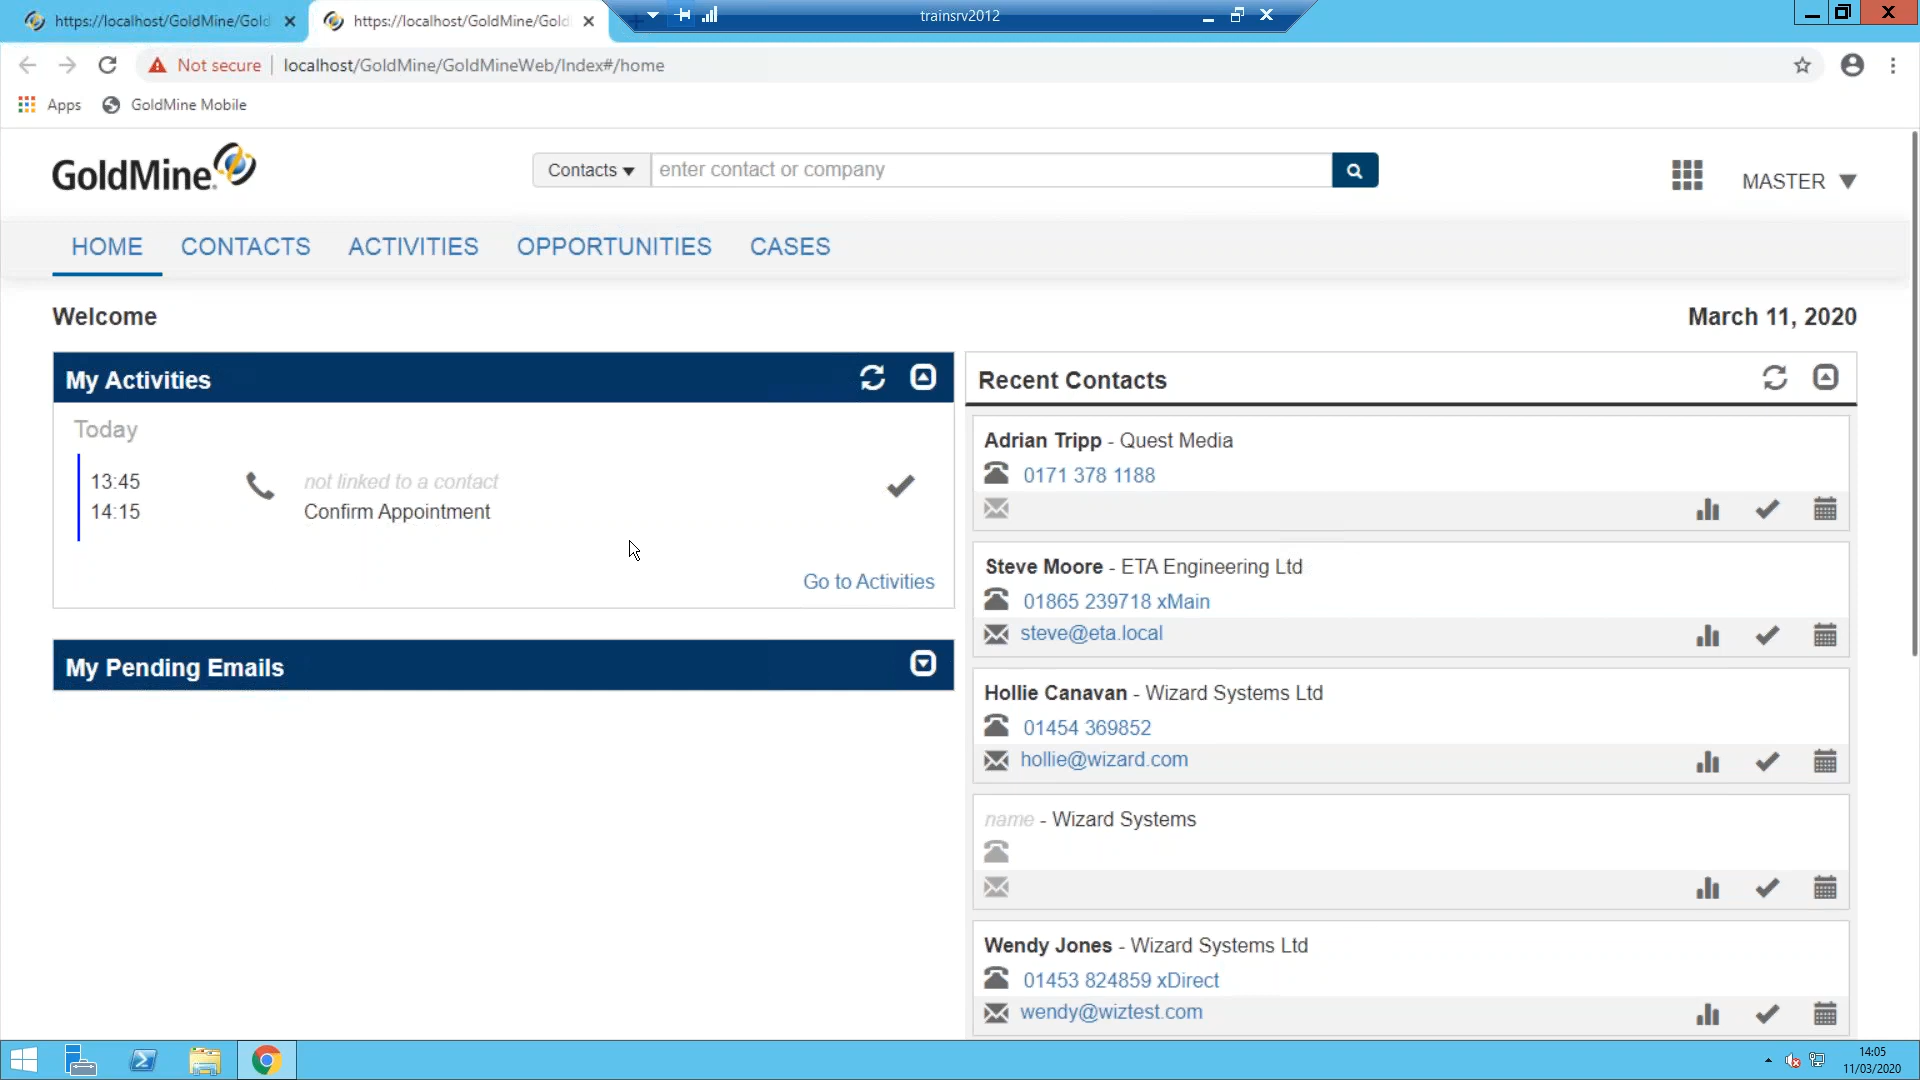 https://localhost/GoldMine/Gold
https://localhost/GoldMine/Gold
trainsrv2012
Not secure
localhost/GoldMine/GoldMineWeb/Index#/home
Apps
GoldMine Mobile
GoldMine
Contacts
enter contact or company
MASTER
HOME
CONTACTS
ACTIVITIES
OPPORTUNITIES
CASES
Welcome
March 11, 2020
My Activities
Today
13:45
not linked to a contact
14:15
Confirm Appointment
Go to Activities
My Pending Emails
Recent Contacts
Adrian Tripp - Quest Media
0171 378 1188
Steve Moore - ETA Engineering Ltd
01865 239718 xMain
steve@eta.local
Hollie Canavan - Wizard Systems Ltd
01454 369852
hollie@wizard.com
name - Wizard Systems
Wendy Jones - Wizard Systems Ltd
01453 824859 xDirect
wendy@wiztest.com
14:05
11/03/2020